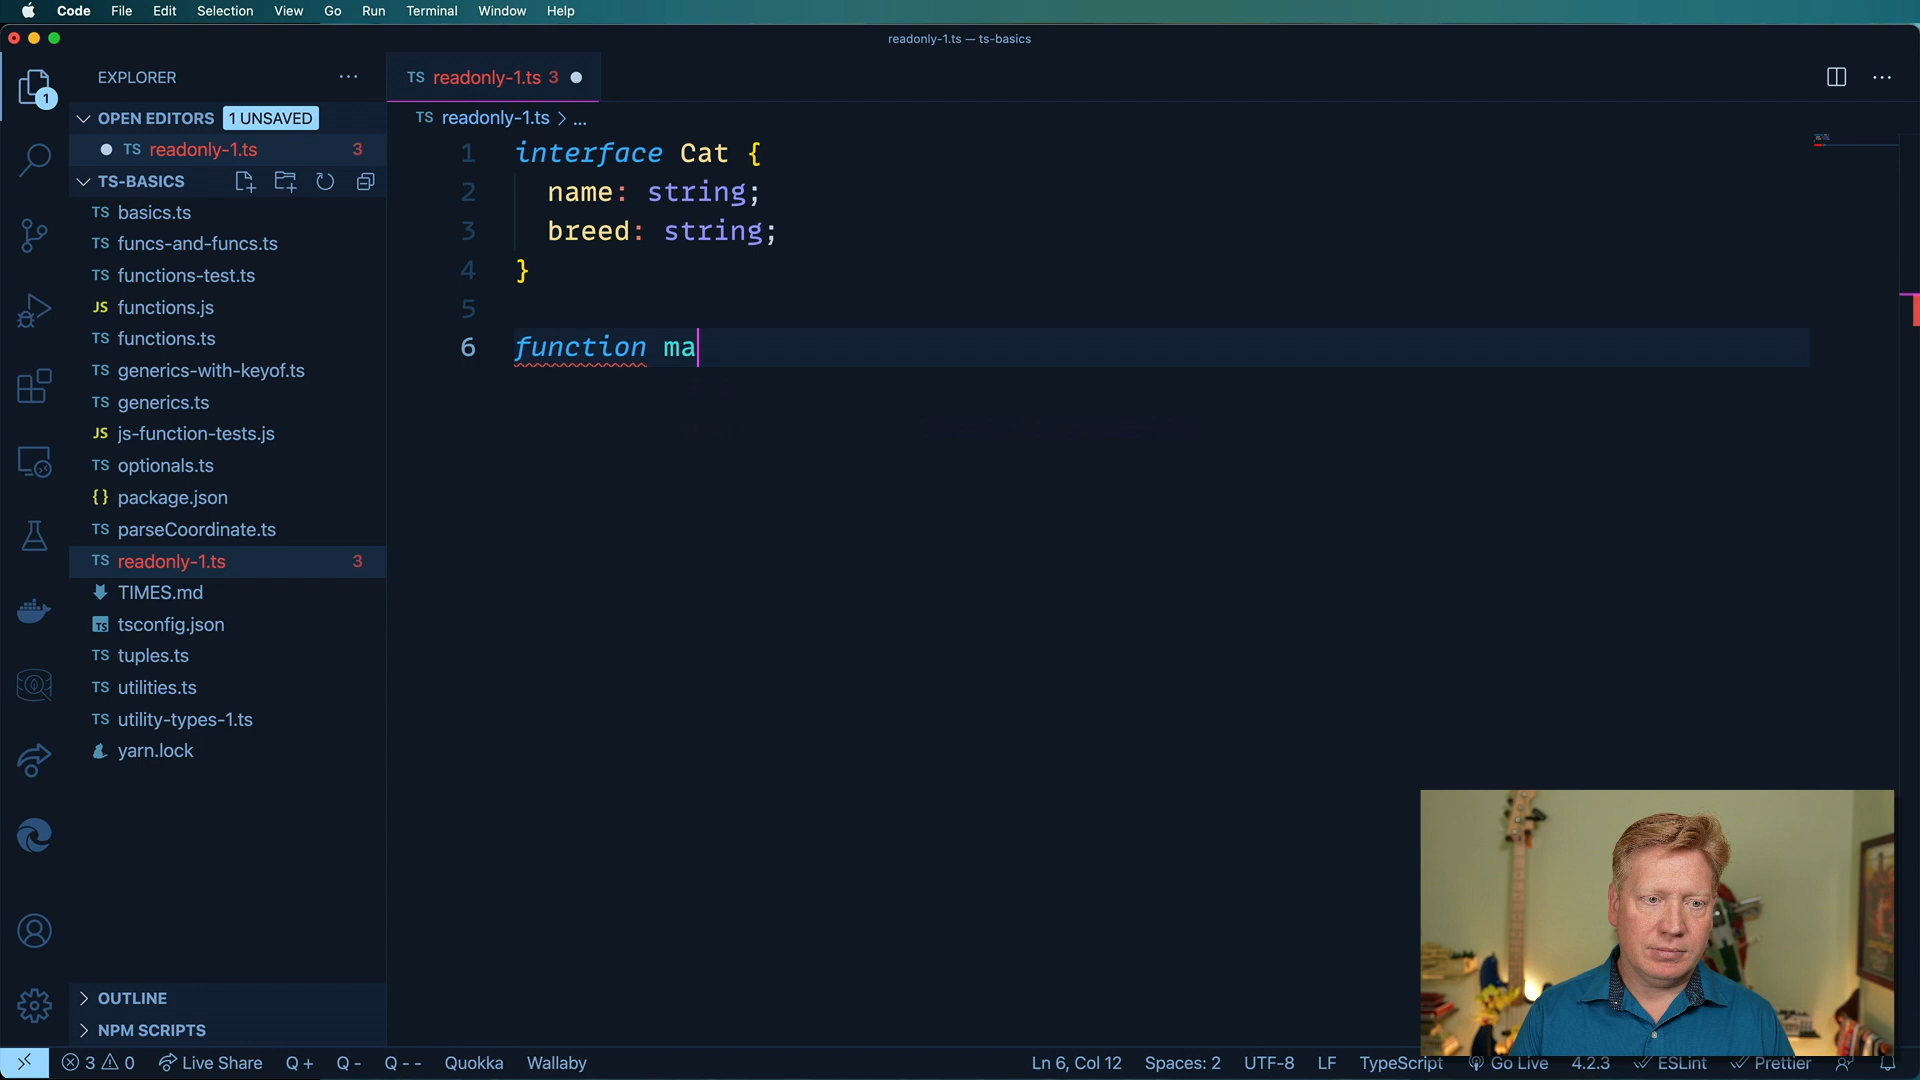 Code File Edit Selection View Go Run Terminal Window Help
readonly-1.ts — ts-basics
EXPLORER ...
TS readonly-1.ts 3
1
OPEN EDITORS 1 UNSAVED
TS readonly-1.ts > ...
TS readonly-1.ts 3
TS-BASICS
TS basics.ts
TS funcs-and-funcs.ts
TS functions-test.ts
JS functions.js
TS functions.ts
TS generics-with-keyof.ts
TS generics.ts
JS js-function-tests.js
TS optionals.ts
{} package.json
TS parseCoordinate.ts
TS readonly-1.ts 3
TIMES.md
TS tsconfig.json
TS tuples.ts
TS utilities.ts
TS utility-types-1.ts
yarn.lock
OUTLINE
NPM SCRIPTS
1 interface Cat {
2 name: string;
3 breed: string;
4 }
5
6 function ma
3 0 Live Share Q + Q - Q - - Quokka Wallaby Ln 6, Col 12 Spaces: 2 UTF-8 LF TypeScript Go Live 4.2.3 ESLint Prettier